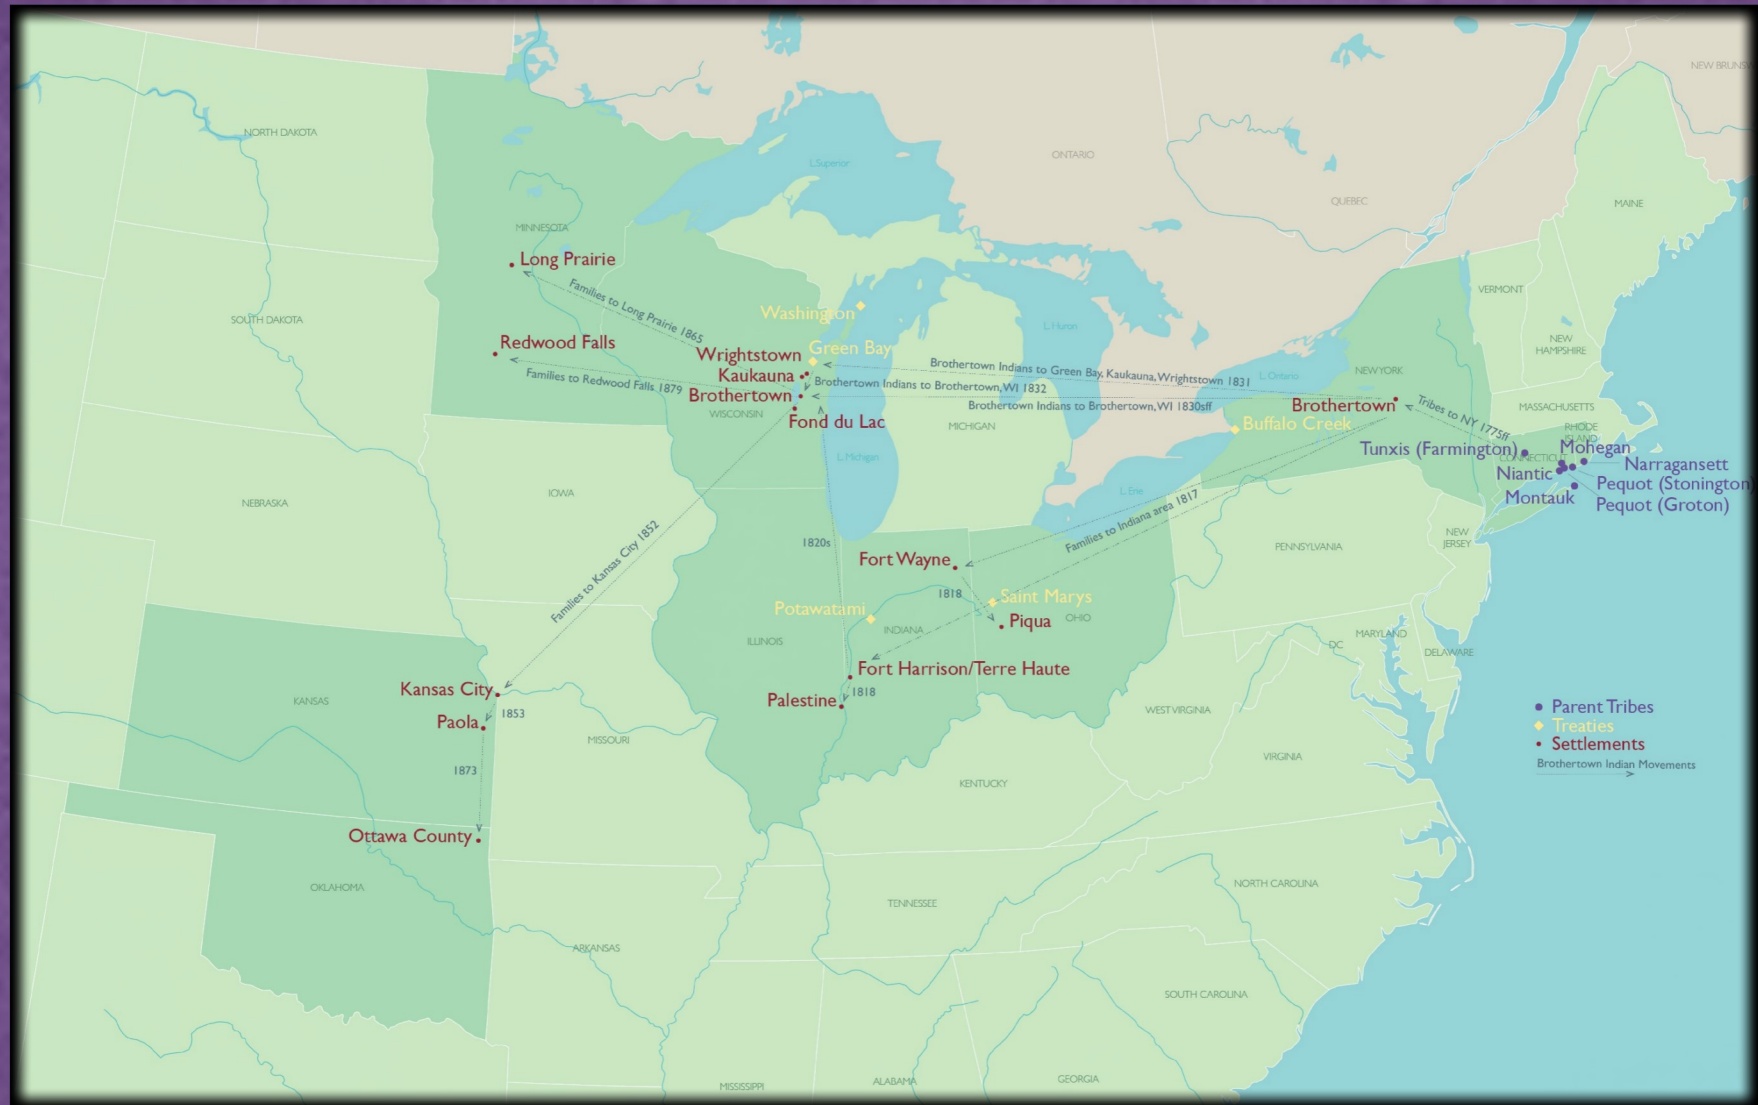 NEW BRUNSW
NORTH DAKOTA
ONTARIO
L.Superior
QUEBEC
MAINE
MINNESOTA
Long Prairie
Families to Long Prairie 1865
VERMONT
SOUTH DAKOTA
Washington
L. Huron
NEW
HAMPSHIRE
Redwood Falls
Green Bay
Wrightstown
Kaukauna
Brothertown
Families to Redwood Falls 1879
Brothertown Indians to Green Bay, Kaukauna, Wrightstown 1831
Brothertown Indians to Brothertown, WI 1832
Brothertown Indians to Brothertown, WI 1830sff
L. Ontario
NEW YORK
Brothertown
Tribes to NY 1775ff
MASSACHUSETTS
WISCONSIN
Fond du Lac
MICHIGAN
Buffalo Creek
RHODE
ISLAND
Tunxis (Farmington)
CONNECTICUT
Mohegan
Narragansett
Niantic
Pequot (Stonington)
Montauk
Pequot (Groton)
L. Michigan
L. Erie
IOWA
NEBRASKA
Families to Kansas City 1852
1820s
Families to Indiana area 1817
NEW
JERSEY
PENNSYLVANIA
Fort Wayne
1818
Saint Marys
Potawatami
Piqua
OHIO
INDIANA
ILLINOIS
MARYLAND
DC
DELAWARE
Fort Harrison/Terre Haute
1818
Palestine
Kansas City
KANSAS
1853
Paola
MISSOURI
WEST VIRGINIA
Parent Tribes
Treaties
Settlements
Brothertown Indian Movements
VIRGINIA
1873
KENTUCKY
Ottawa County
OKLAHOMA
NORTH CAROLINA
TENNESSEE
ARKANSAS
SOUTH CAROLINA
MISSISSIPPI
ALABAMA
GEORGIA